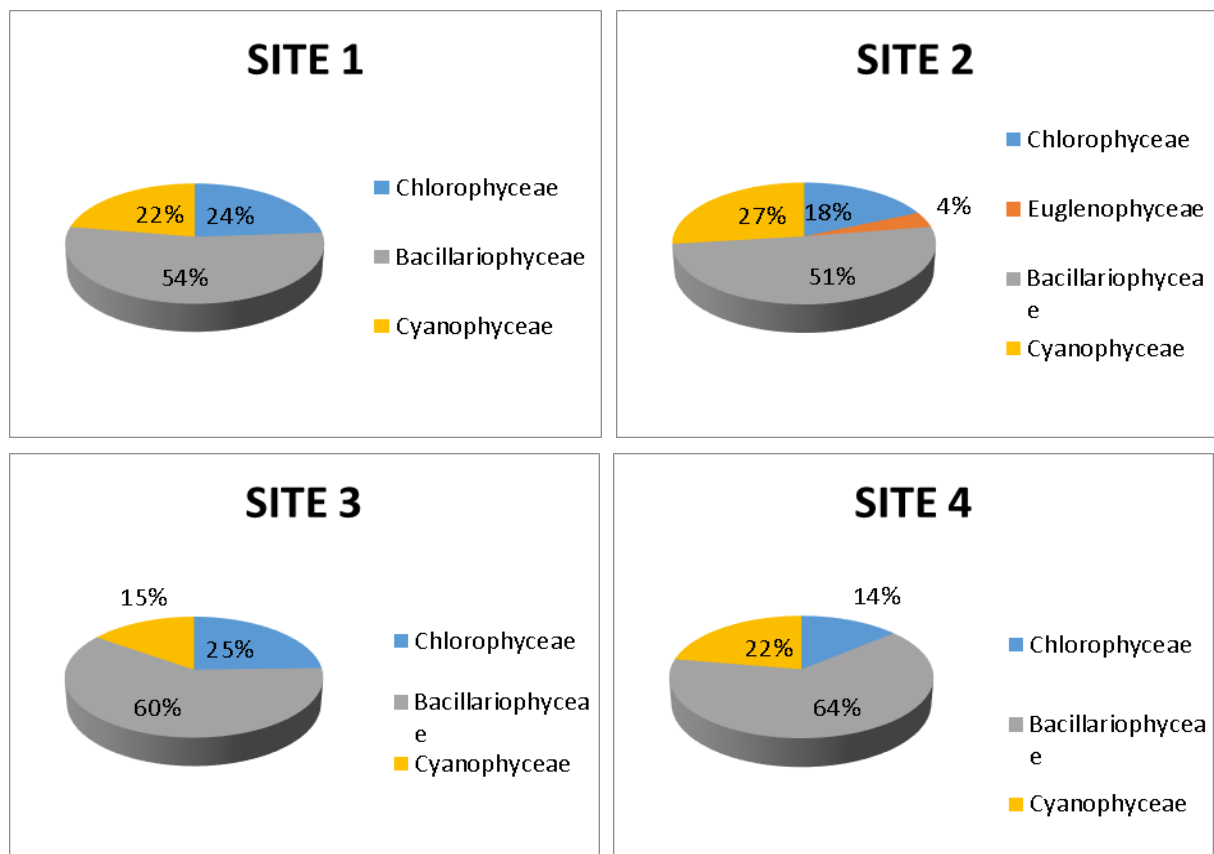 SITE 1
22%
24%
54%
Chlorophyceae
Bacillariophyceae
Cyanophyceae
SITE 2
27%
18%
4%
51%
Chlorophyceae
Euglenophyceae
Bacillariophycea
e
Cyanophyceae
SITE 3
15%
25%
60%
Chlorophyceae
Bacillariophycea
e
Cyanophyceae
SITE 4
14%
22%
64%
Chlorophyceae
Bacillariophycea
e
Cyanophyceae